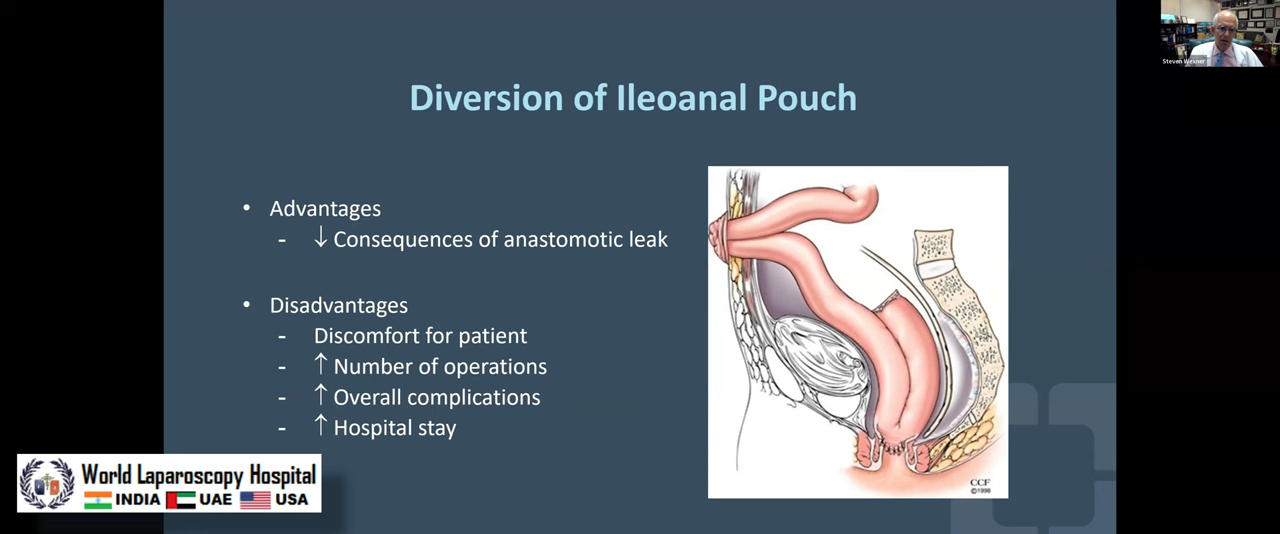 Steven Wexner
Diversion of Ileoanal Pouch
• Advantages
- ↓ Consequences of anastomotic leak
• Disadvantages
- Discomfort for patient
- ↑ Number of operations
- ↑ Overall complications
- ↑ Hospital stay
CCF
©1998
World Laparoscopy Hospital
INDIA UAE USA